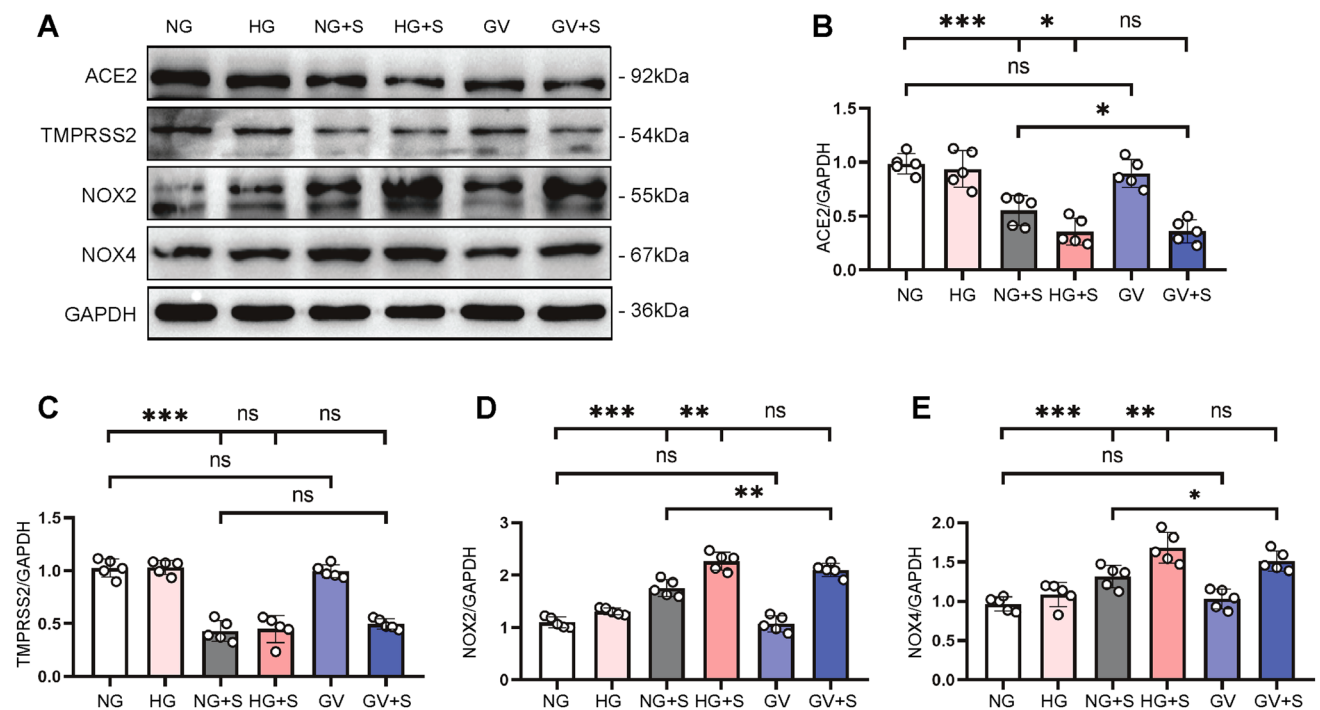 A
NG HG NG+S HG+S GV GV+S
ACE2 - 92kDa
TMPRSS2 - 54kDa
NOX2 - 55kDa
NOX4 - 67kDa
GAPDH - 36kDa
B
*** * ns
ns
*
ACE2/GAPDH
1.5
1.0
0.5
0.0
NG HG NG+S HG+S GV GV+S
C
*** ns ns
ns
ns
TMPRSS2/GAPDH
1.5
1.0
0.5
0.0
NG HG NG+S HG+S GV GV+S
D
*** ** ns
ns
**
NOX2/GAPDH
3
2
1
0
NG HG NG+S HG+S GV GV+S
E
*** ** ns
ns
*
NOX4/GAPDH
2.0
1.5
1.0
0.5
0.0
NG HG NG+S HG+S GV GV+S